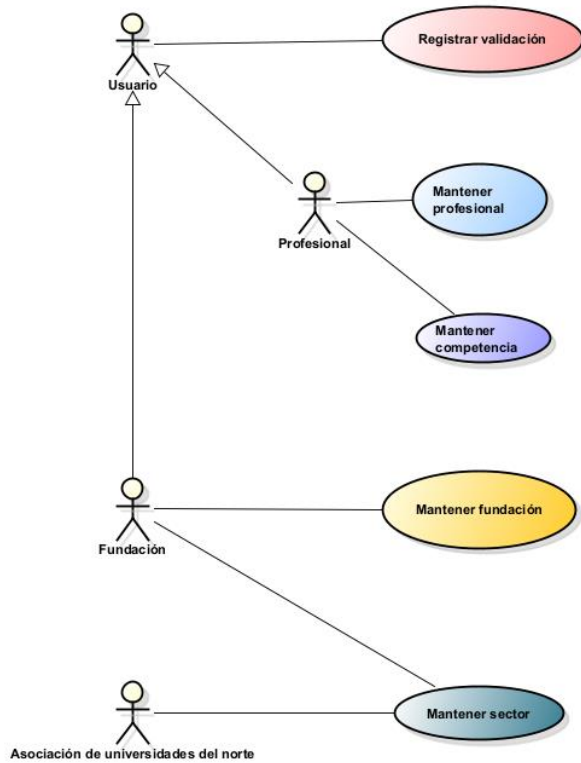 Registrar validación
Usuario
Mantener
profesional
Profesional
Mantener
competencia
Mantener fundación
Fundación
Mantener sector
Asociación de universidades del norte